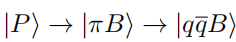 |P⟩ → |πB⟩ → |qq̅B⟩